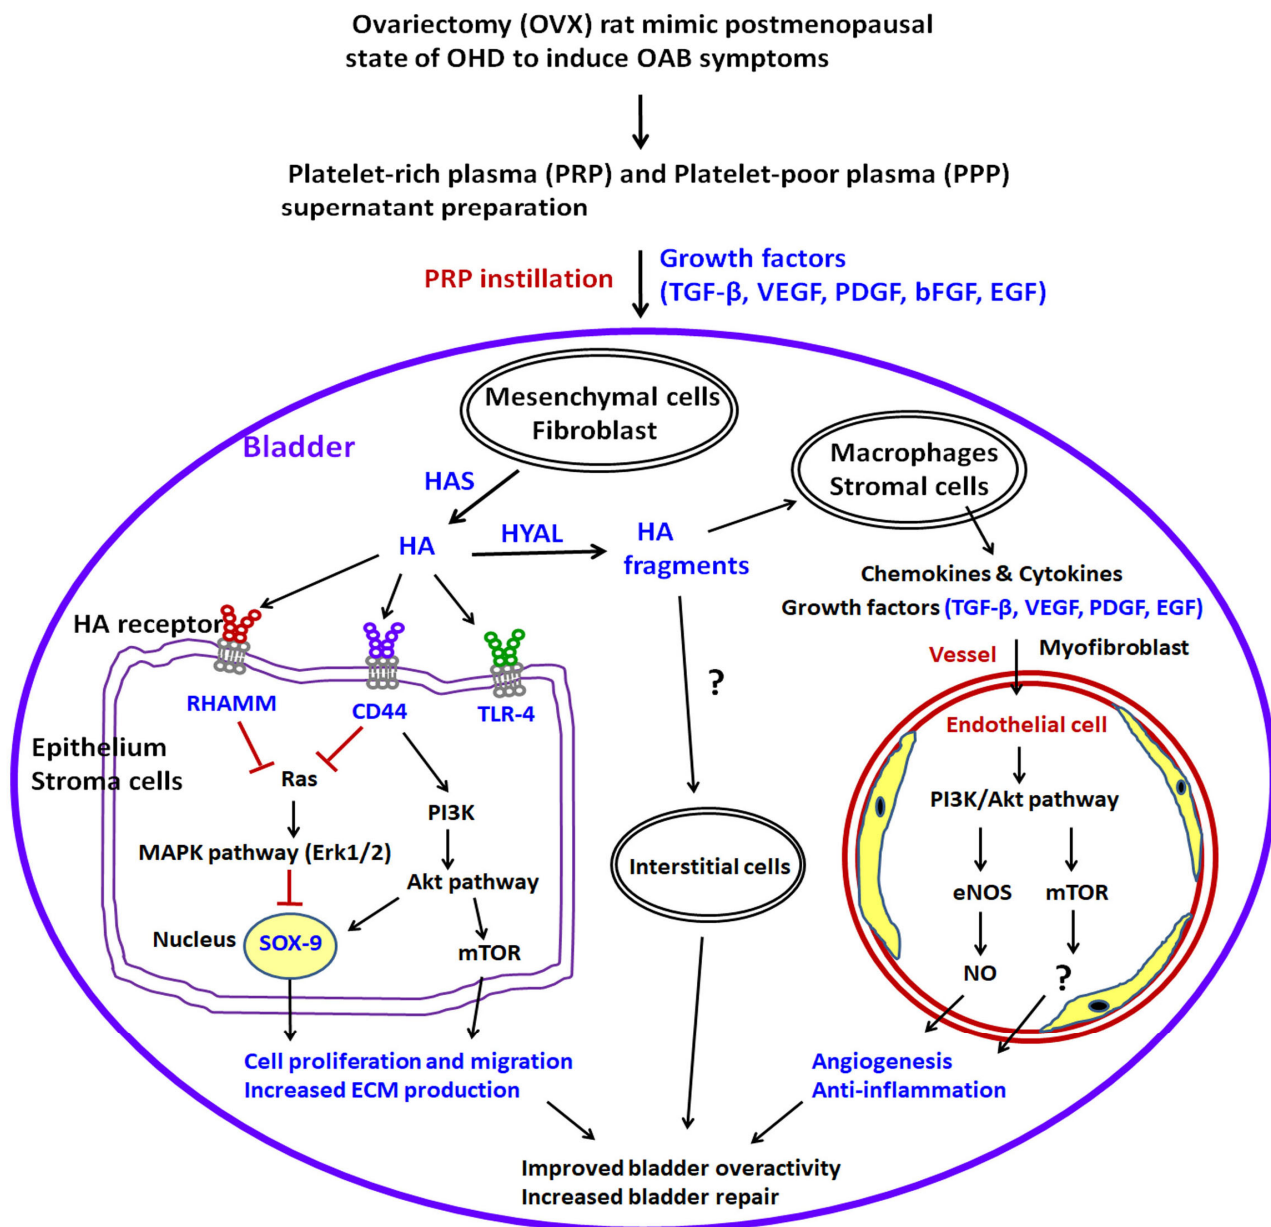 Ovariectomy (OVX) rat mimic postmenopausal
state of OHD to induce OAB symptoms
Platelet-rich plasma (PRP) and Platelet-poor plasma (PPP)
supernatant preparation
PRP instillation
Growth factors
(TGF-β, VEGF, PDGF, bFGF, EGF)
Bladder
Mesenchymal cells
Fibroblast
Macrophages
Stromal cells
HAS
HA
HYAL
HA
fragments
Chemokines & Cytokines
Growth factors (TGF-β, VEGF, PDGF, EGF)
HA receptor
RHAMM
CD44
TLR-4
?
Vessel
Myofibroblast
Endothelial cell
Epithelium
Stroma cells
Ras
PI3K
PI3K/Akt pathway
MAPK pathway (Erk1/2)
Akt pathway
Interstitial cells
eNOS
mTOR
Nucleus
SOX-9
mTOR
NO
?
Cell proliferation and migration
Increased ECM production
Angiogenesis
Anti-inflammation
Improved bladder overactivity
Increased bladder repair